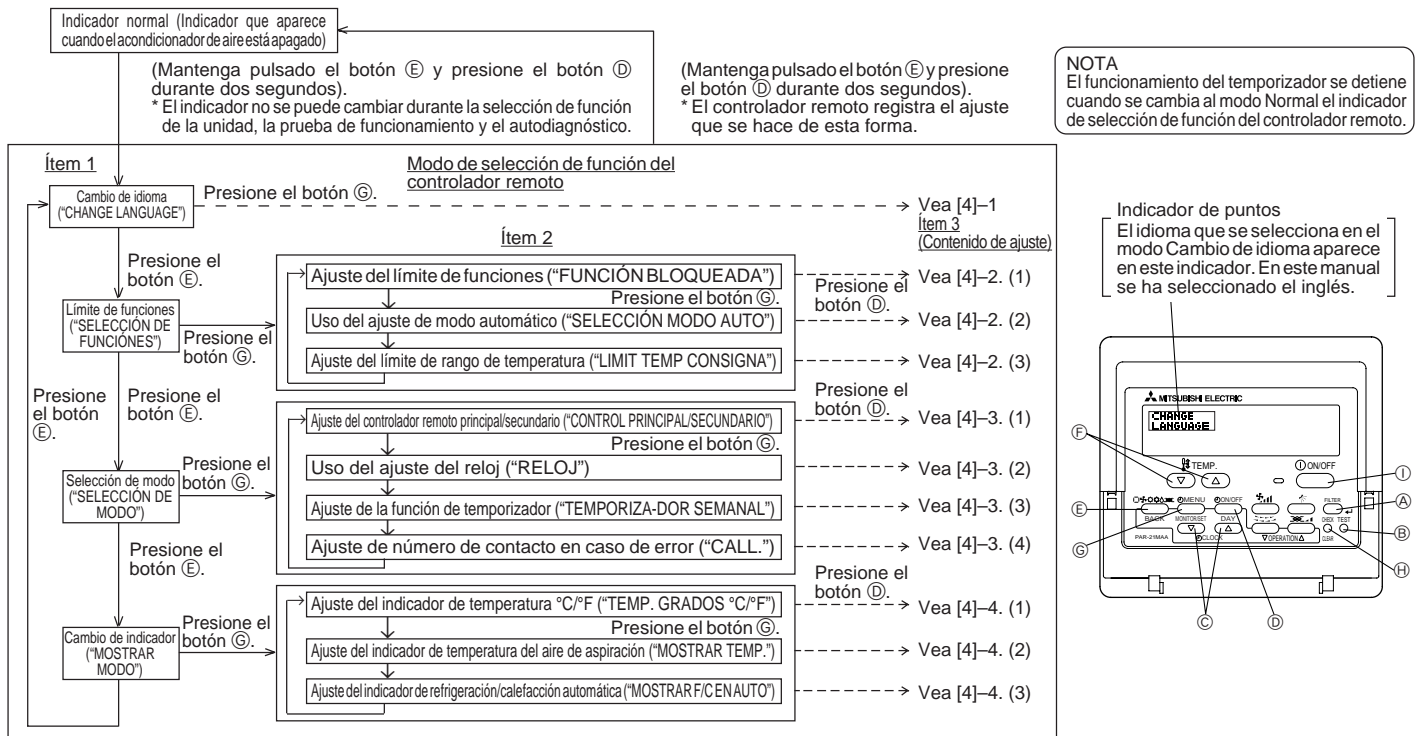 Indicador normal (Indicador que aparece
cuando el acondicionador de aire está apagado)
(Mantenga pulsado el botón Ⓔ y presione el botón Ⓓ
durante dos segundos).
* El indicador no se puede cambiar durante la selección de función
de la unidad, la prueba de funcionamiento y el autodiagnóstico.
(Mantenga pulsado el botón Ⓔ y presione
el botón Ⓓ durante dos segundos).
* El controlador remoto registra el ajuste
que se hace de esta forma.
NOTA
El funcionamiento del temporizador se detiene
cuando se cambia al modo Normal el indicador
de selección de función del controlador remoto.
Ítem 1
Modo de selección de función del
controlador remoto
Cambio de idioma
("CHANGE LANGUAGE")
Presione el botón Ⓖ.
Vea [4]–1
Ítem 3
(Contenido de ajuste)
Ítem 2
Presione el
botón Ⓔ.
Límite de funciones
("SELECCIÓN DE
FUNCIÓNES")
Presione el
botón Ⓖ.
Ajuste del límite de funciones ("FUNCIÓN BLOQUEADA")
Presione el botón Ⓖ.
Uso del ajuste de modo automático ("SELECCIÓN MODO AUTO")
Ajuste del límite de rango de temperatura ("LIMIT TEMP CONSIGNA")
Presione el
botón Ⓓ.
Vea [4]–2. (1)
Vea [4]–2. (2)
Vea [4]–2. (3)
Presione
el botón
Ⓔ.
Presione el
botón Ⓔ.
Selección de modo
("SELECCIÓN DE
MODO")
Presione el
botón Ⓖ.
Ajuste del controlador remoto principal/secundario ("CONTROL PRINCIPAL/SECUNDARIO")
Presione el botón Ⓖ.
Uso del ajuste del reloj ("RELOJ")
Ajuste de la función de temporizador ("TEMPORIZA-DOR SEMANAL")
Ajuste de número de contacto en caso de error ("CALL.")
Presione el
botón Ⓓ.
Vea [4]–3. (1)
Vea [4]–3. (2)
Vea [4]–3. (3)
Vea [4]–3. (4)
Presione el
botón Ⓔ.
Cambio de indicador
("MOSTRAR
MODO")
Presione el
botón Ⓖ.
Ajuste del indicador de temperatura °C/°F ("TEMP. GRADOS °C/°F")
Presione el botón Ⓖ.
Ajuste del indicador de temperatura del aire de aspiración ("MOSTRAR TEMP.")
Ajuste del indicador de refrigeración/calefacción automática ("MOSTRAR F/C EN AUTO")
Presione el
botón Ⓓ.
Vea [4]–4. (1)
Vea [4]–4. (2)
Vea [4]–4. (3)
Indicador de puntos
El idioma que se selecciona en el
modo Cambio de idioma aparece
en este indicador. En este manual
se ha seleccionado el inglés.
MITSUBISHI ELECTRIC
CHANGE
LANGUAGE
Ⓕ
TEMP.
ON/OFF
Ⓘ
MENU
ON/OFF
FILTER
Ⓐ
Ⓔ
BACK
MONITOR/SET
DAY
CHECK
TEST
Ⓑ
PAR-21MAA
CLOCK
OPERATION
CLEAR
Ⓖ
Ⓗ
Ⓒ
Ⓓ